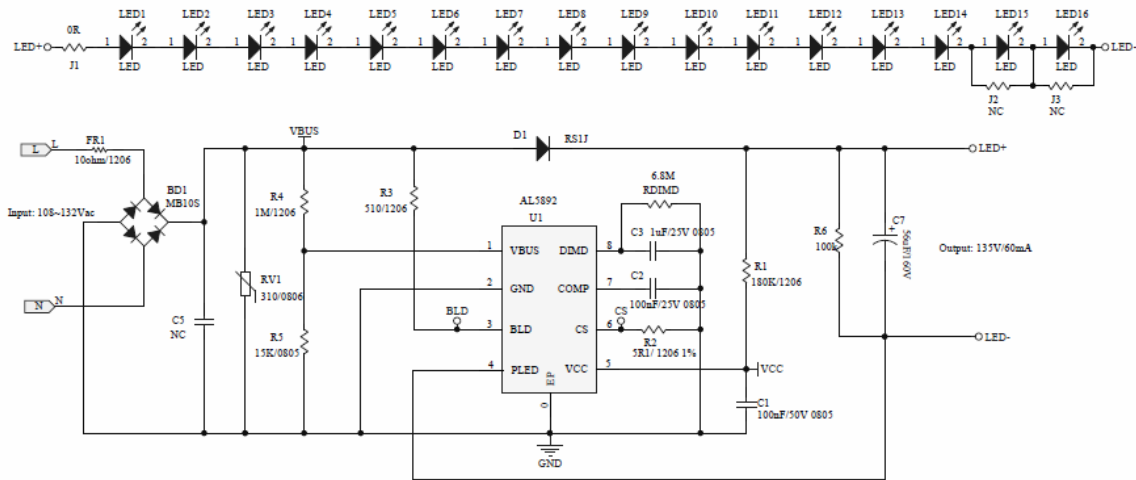 LED1 LED2 LED3 LED4 LED5 LED6 LED7 LED8 LED9 LED10 LED11 LED12 LED13 LED14 LED15 LED16
LED+ 0R 1 2 1 2 1 2 1 2 1 2 1 2 1 2 1 2 1 2 1 2 1 2 1 2 1 2 1 2 1 2 1 2 LED-
J1 LED LED LED LED LED LED LED LED LED LED LED LED LED LED LED LED
J2
NC
J3
NC
VBUS
D1 RS1J
LED+
L L
FR1
10ohm/1206
BD1
MB10S
Input: 108~132Vac
N N
C5
NC
RV1
310/0806
R4
1M/1206
R5
15K/0805
R3
510/1206
BLD
AL5892
U1
1 VBUS DIMD 8
2 GND COMP 7
3 BLD CS 6
4 PLED VCC 5
EP
0
6.8M
RDIMD
C3 1uF/25V 0805
C2
100nF/25V 0805
CS
R2
5R1/ 1206 1%
R1
180K/1206
VCC
C1
100nF/50V 0805
R6
100k
C7
56uF/160V
Output: 135V/60mA
LED-
GND